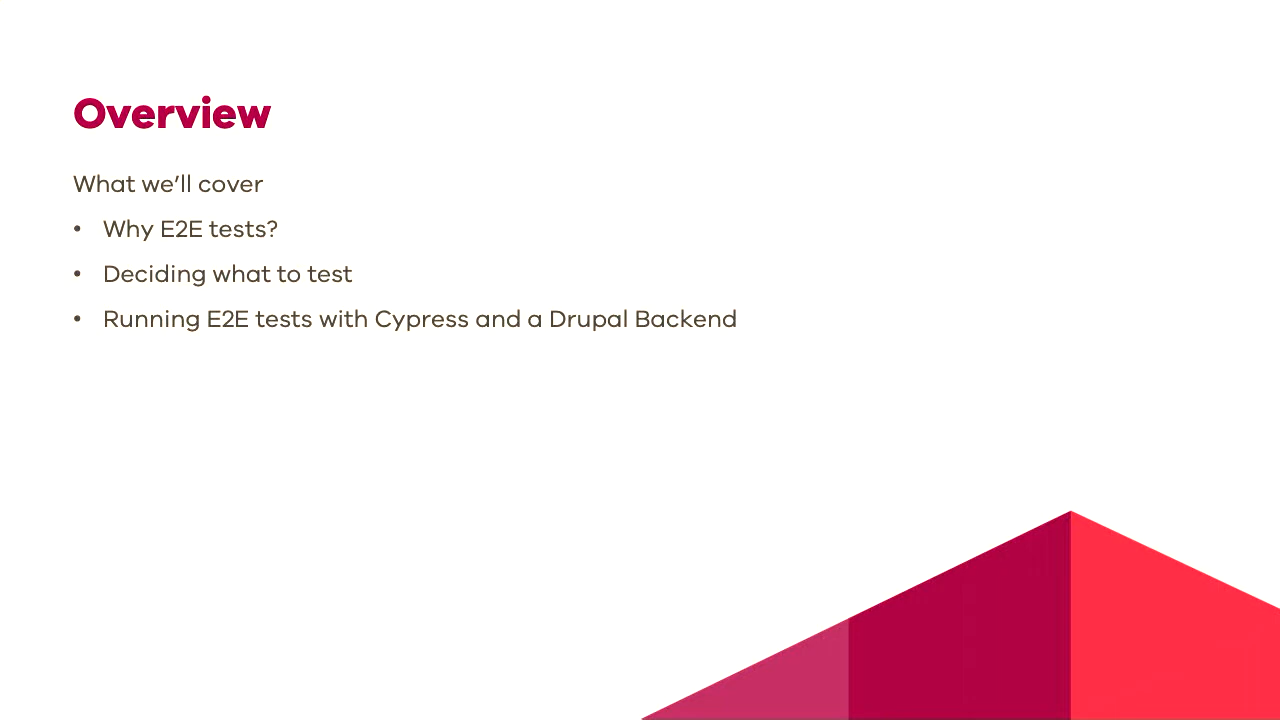 Overview
What we’ll cover
• Why E2E tests?
• Deciding what to test
• Running E2E tests with Cypress and a Drupal Backend